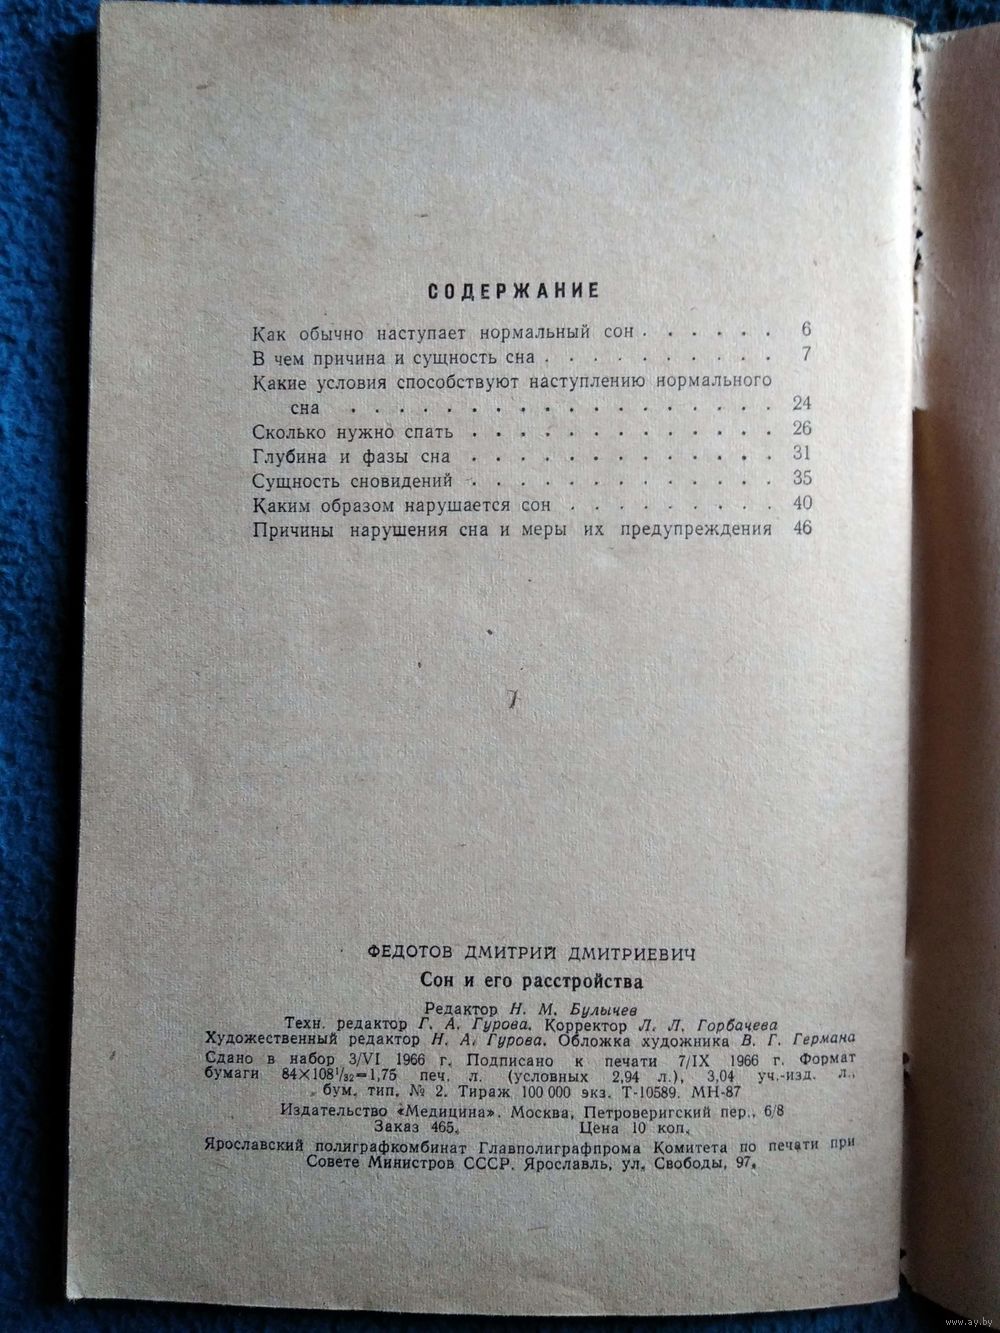 СОДЕРЖАНИЕ
Как обычно наступает нормальный сон . . . . . . 6
В чем причина и сущность сна . . . . . . . . . . 7
Какие условия способствуют наступлению нормального
сна . . . . . . . . . . . . . . . . . . 24
Сколько нужно спать . . . . . . . . . . . . . 26
Глубина и фазы сна . . . . . . . . . . . . . 31
Сущность сновидений . . . . . . . . . . . . . 35
Каким образом нарушается сон . . . . . . . . . 40
Причины нарушения сна и меры их предупреждения 46
7
ФЕДОТОВ ДМИТРИЙ ДМИТРИЕВИЧ
Сон и его расстройства
Редактор Н. М. Булычев
Техн. редактор Г. А. Гурова. Корректор Л. Л. Горбачева
Художественный редактор Н. А. Гурова. Обложка художника В. Г. Германа
Сдано в набор 3/VI 1966 г. Подписано к печати 7/IX 1966 г. Формат
бумаги 84×108¹/₃₂=1,75 печ. л. (условных 2,94 л.), 3,04 уч.-изд. л.,
бум. тип. № 2. Тираж 100 000 экз. Т-10589. МН-87
Издательство «Медицина». Москва, Петроверигский пер., 6/8
Заказ 465. Цена 10 коп.
Ярославский полиграфкомбинат Главполиграфпрома Комитета по печати при
Совете Министров СССР. Ярославль, ул. Свободы, 97.
www.ay.by